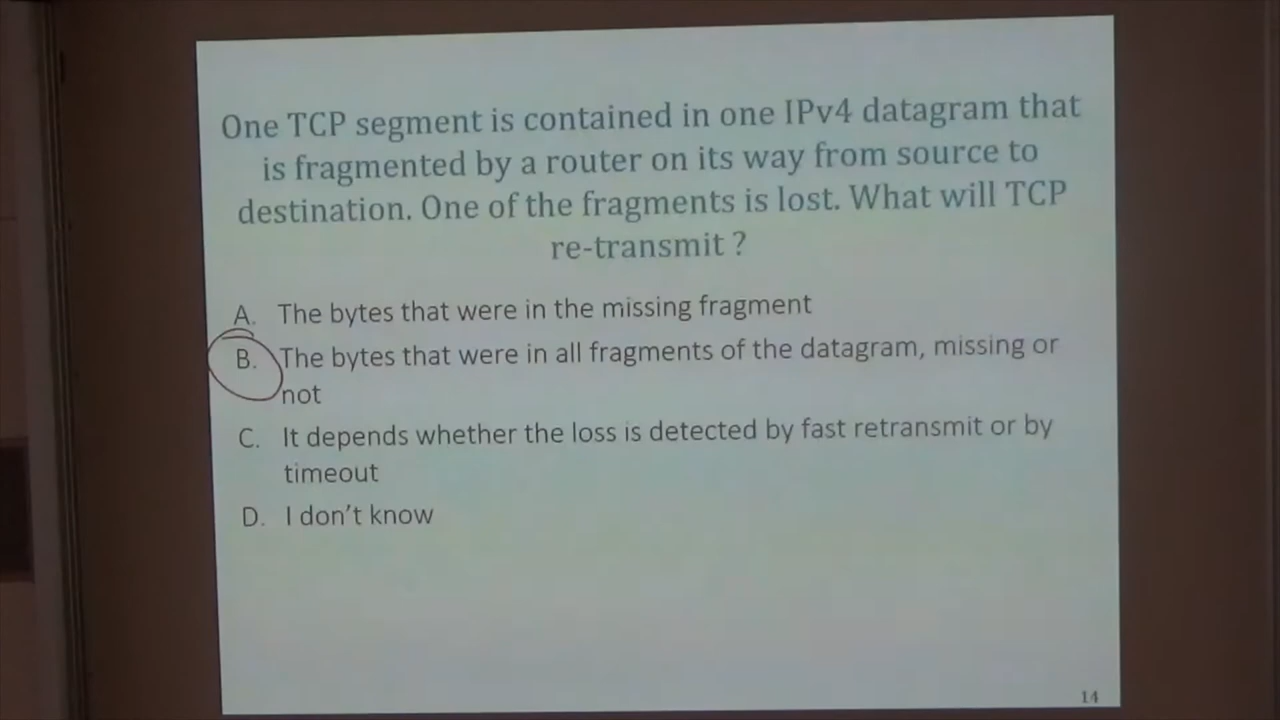 One TCP segment is contained in one IPv4 datagram that
is fragmented by a router on its way from source to
destination. One of the fragments is lost. What will TCP
re-transmit ?
A. The bytes that were in the missing fragment
B. The bytes that were in all fragments of the datagram, missing or
not
C. It depends whether the loss is detected by fast retransmit or by
timeout
D. I don’t know
14